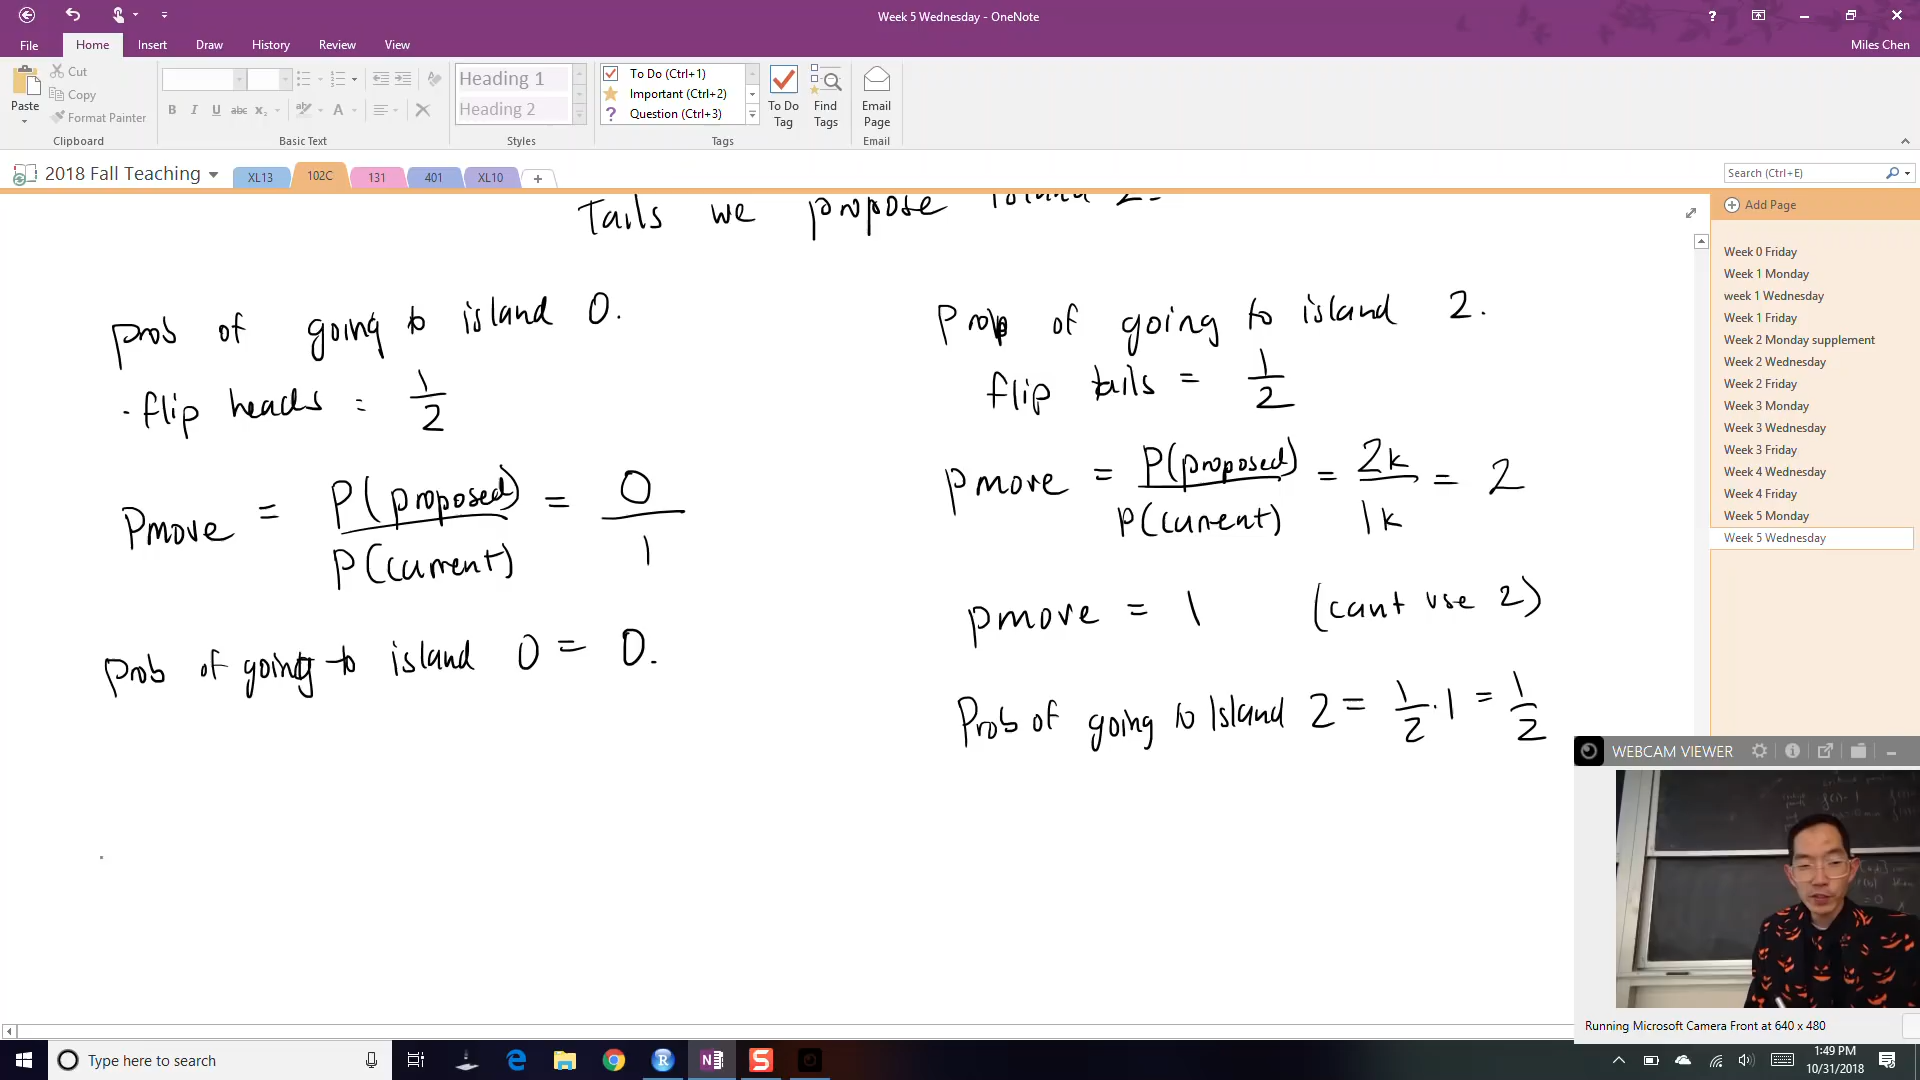 Week 5 Wednesday - OneNote
File Home Insert Draw History Review View
Miles Chen
Paste
Cut
Copy
Format Painter
Clipboard
B I U abc x₂ A
Basic Text
Heading 1
Heading 2
Styles
To Do (Ctrl+1)
Important (Ctrl+2)
Question (Ctrl+3)
Tags
To Do Tag
Find Tags
Email Page
Email
2018 Fall Teaching
XL13 102C 131 401 XL10
Search (Ctrl+E)
Add Page
Week 0 Friday
Week 1 Monday
week 1 Wednesday
Week 1 Friday
Week 2 Monday supplement
Week 2 Wednesday
Week 2 Friday
Week 3 Monday
Week 3 Wednesday
Week 3 Friday
Week 4 Wednesday
Week 4 Friday
Week 5 Monday
Week 5 Wednesday
Tails we propose island 2.
prob of going to island 0.
· flip heads = 1/2
Pmove = P(proposed)/P(current) = 0/1
prob of going to island 0 = 0.
Prob of going to island 2.
flip tails = 1/2
pmove = P(proposed)/P(current) = 2k/1k = 2
pmove = 1 (cant use 2)
Prob of going to Island 2 = 1/2 · 1 = 1/2
WEBCAM VIEWER
Running Microsoft Camera Front at 640 x 480
Type here to search
1:49 PM
10/31/2018